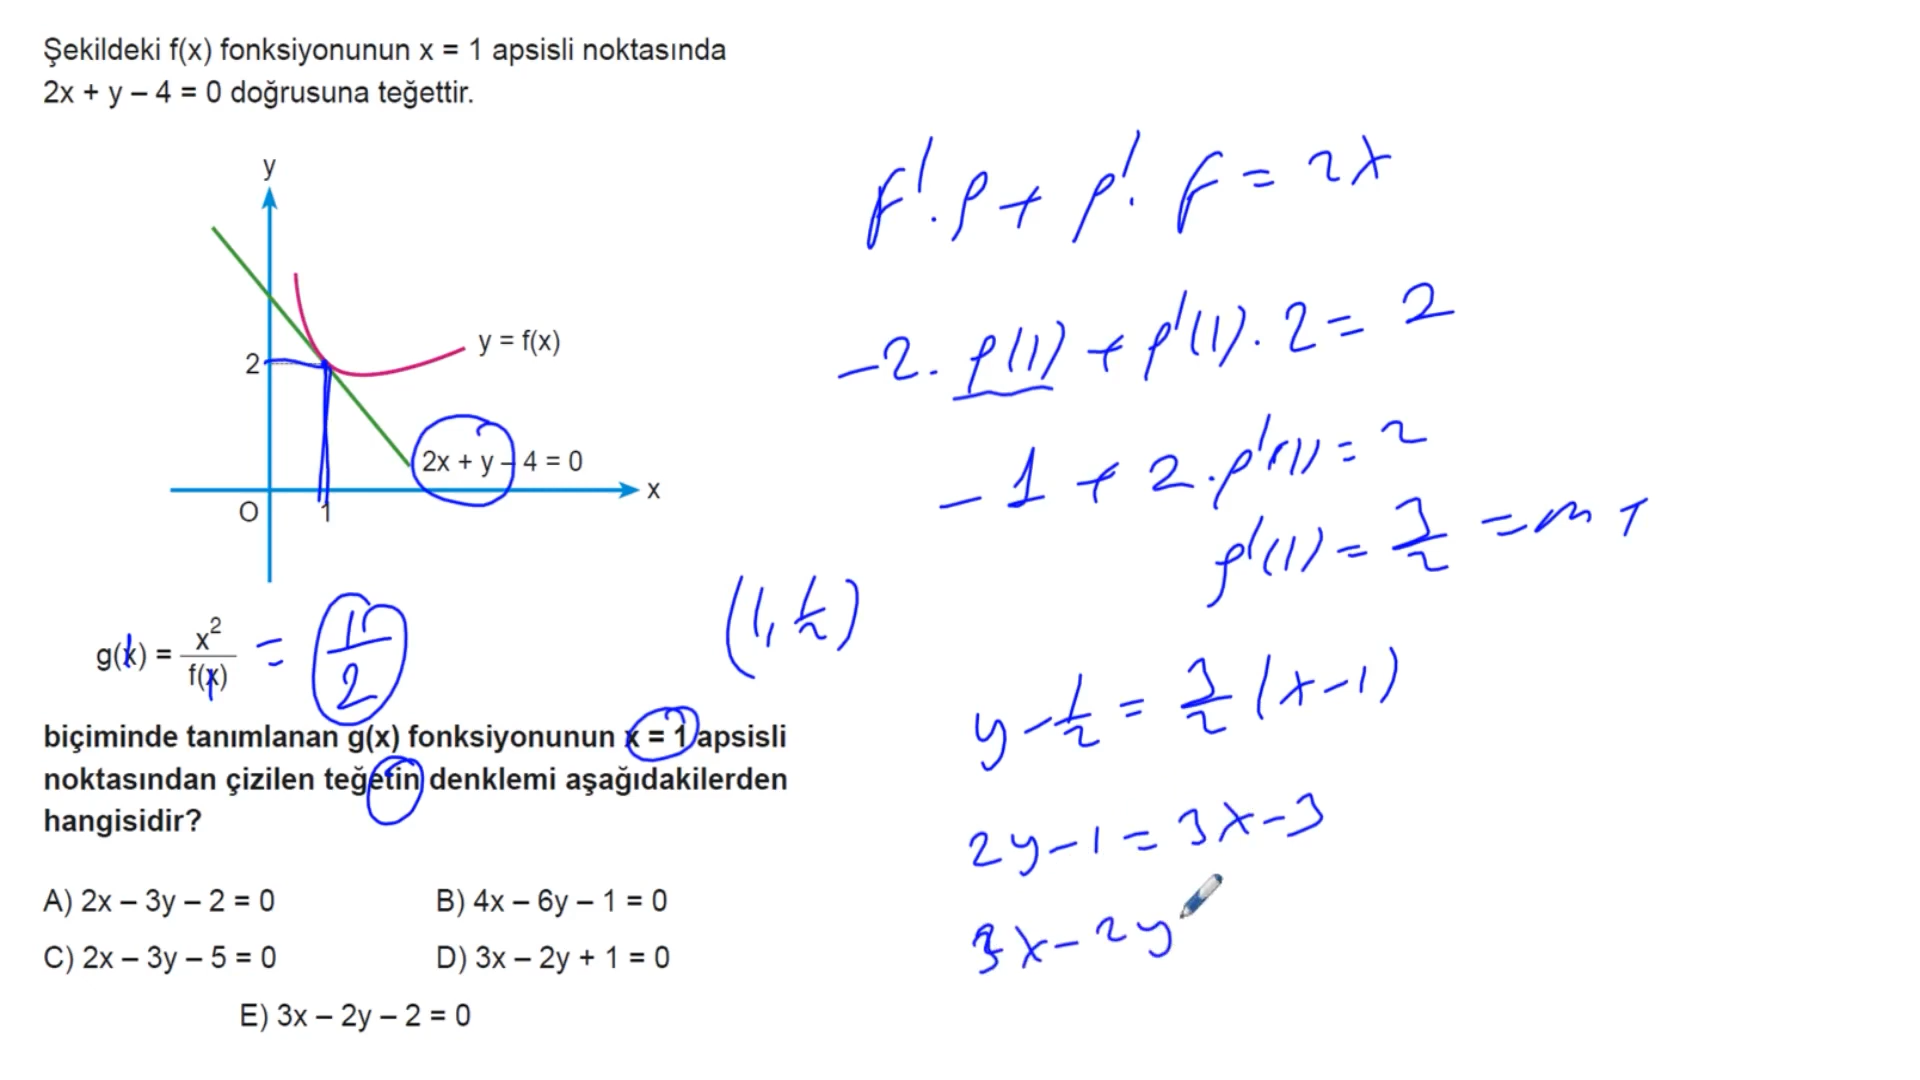 Şekildeki f(x) fonksiyonunun x = 1 apsisli noktasında
2x + y – 4 = 0 doğrusuna teğettir.
y
y = f(x)
2
2x + y – 4 = 0
x
O
1
g(x) = x² / f(x) = 1/2
(1, 1/2)
biçiminde tanımlanan g(x) fonksiyonunun x = 1 apsisli
noktasından çizilen teğetin denklemi aşağıdakilerden
hangisidir?
A) 2x – 3y – 2 = 0
B) 4x – 6y – 1 = 0
C) 2x – 3y – 5 = 0
D) 3x – 2y + 1 = 0
E) 3x – 2y – 2 = 0
f'.g + g'.f = 2x
-2.g(1) + g'(1).2 = 2
-1 + 2.g'(1) = 2
g'(1) = 3/2 = mT
y - 1/2 = 3/2 (x-1)
2y - 1 = 3x - 3
3x - 2y